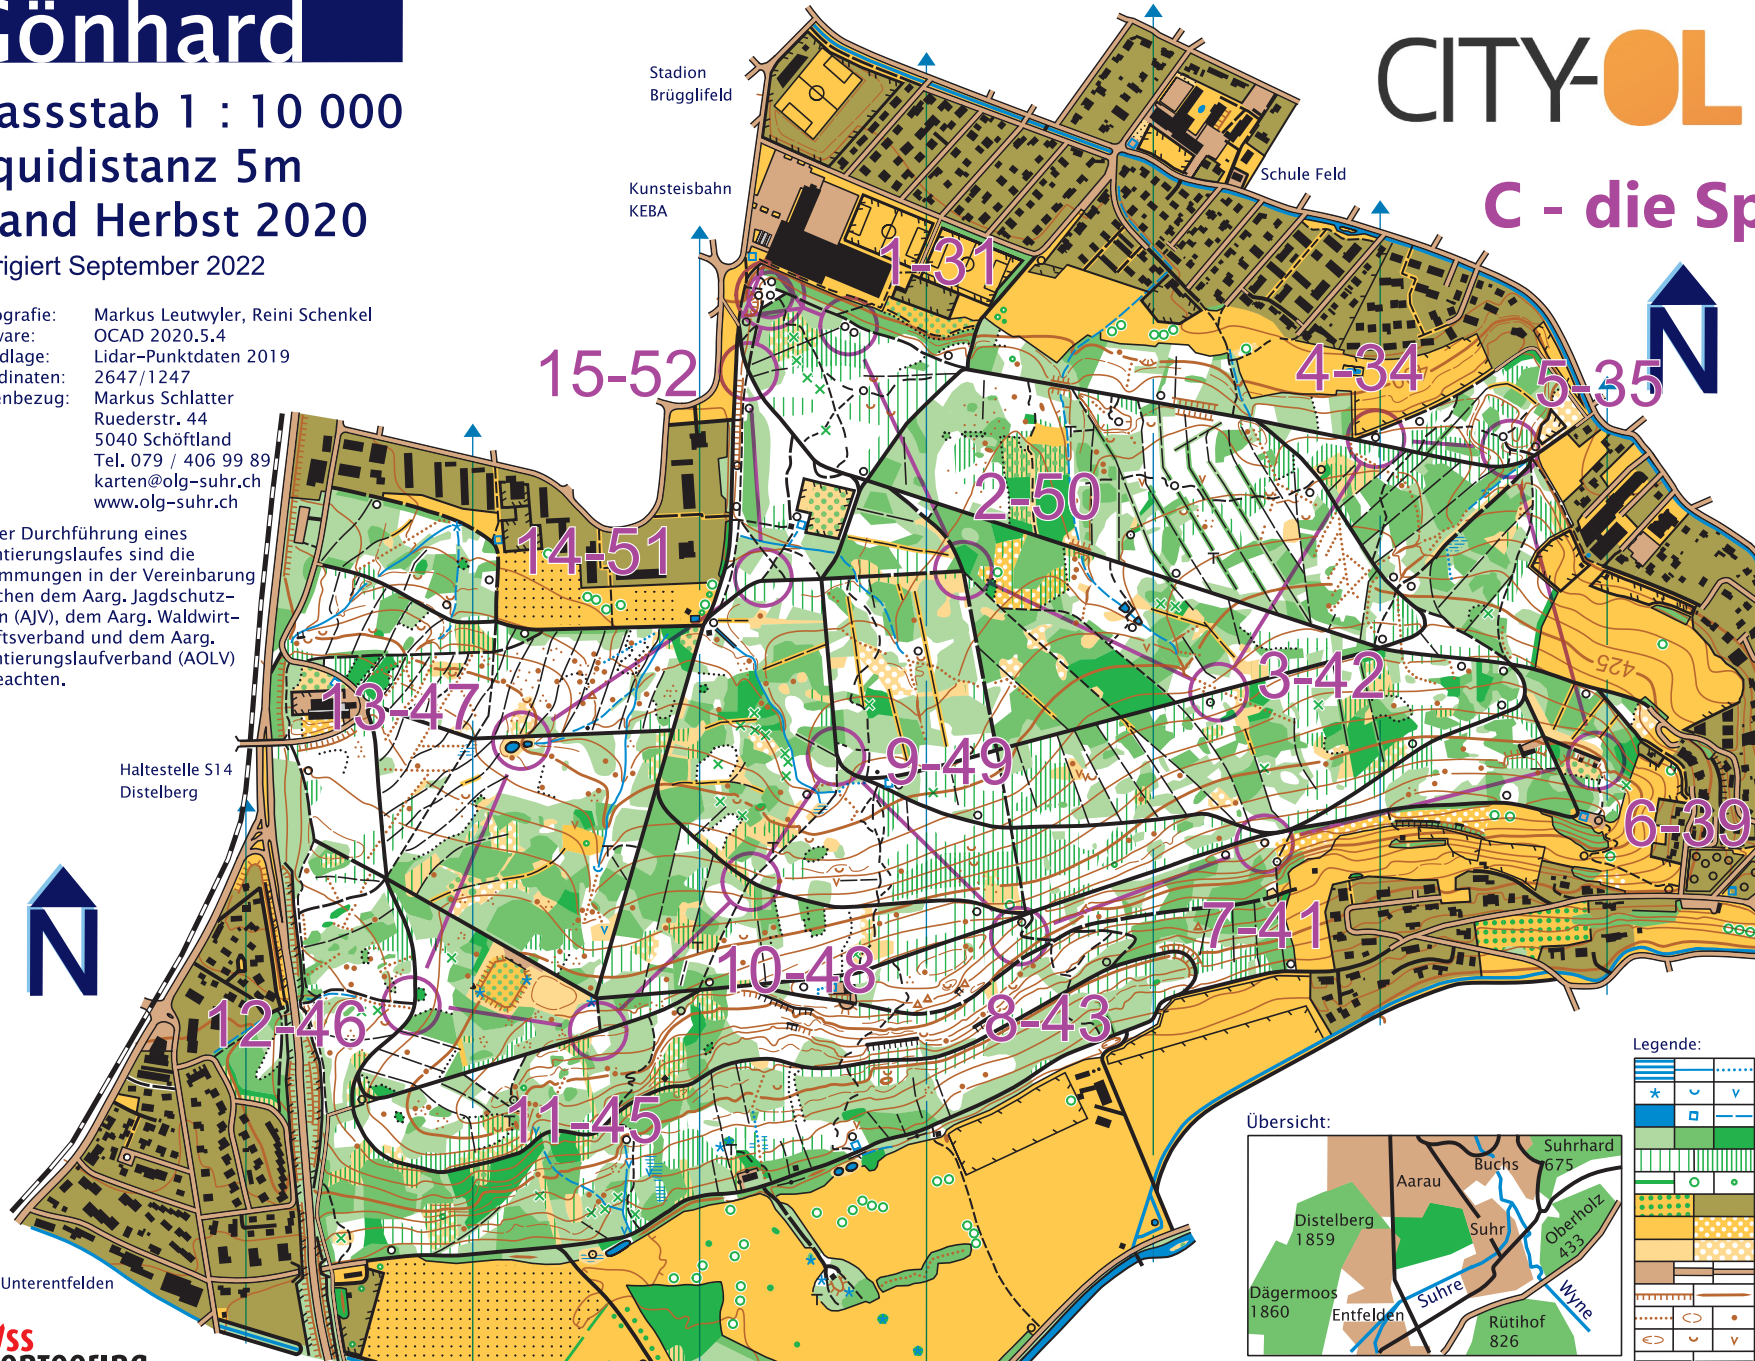 Gönhard
assstab 1 : 10 000
quidistanz 5m
and Herbst 2020
rigiert September 2022
ografie: Markus Leutwyler, Reini Schenkel
ware: OCAD 2020.5.4
dlage: Lidar-Punktdaten 2019
dinaten: 2647/1247
enbezug: Markus Schlatter
Ruederstr. 44
5040 Schöftland
Tel. 079 / 406 99 89
karten@olg-suhr.ch
www.olg-suhr.ch
er Durchführung eines
ntierungslaufes sind die
mmungen in der Vereinbarung
chen dem Aarg. Jagdschutz-
n (AJV), dem Aarg. Waldwirt-
ftsverband und dem Aarg.
ntierungslaufverband (AOLV)
eachten.
CITY-OL
C - die Sp
Stadion
Brügglifeld
Kunsteisbahn
KEBA
Schule Feld
N
1-31
15-52
4-34
5-35
2-50
14-51
3-42
425
13-47
9-49
Haltestelle S14
Distelberg
6-39
N
7-41
10-48
12-46
8-43
11-45
Unterentfelden
Legende:
Übersicht:
Suhrhard
675
Buchs
Aarau
Distelberg
1859
Suhr
Oberholz
433
Dägermoos
1860
Entfelden
Suhre
Wyne
Rütihof
826